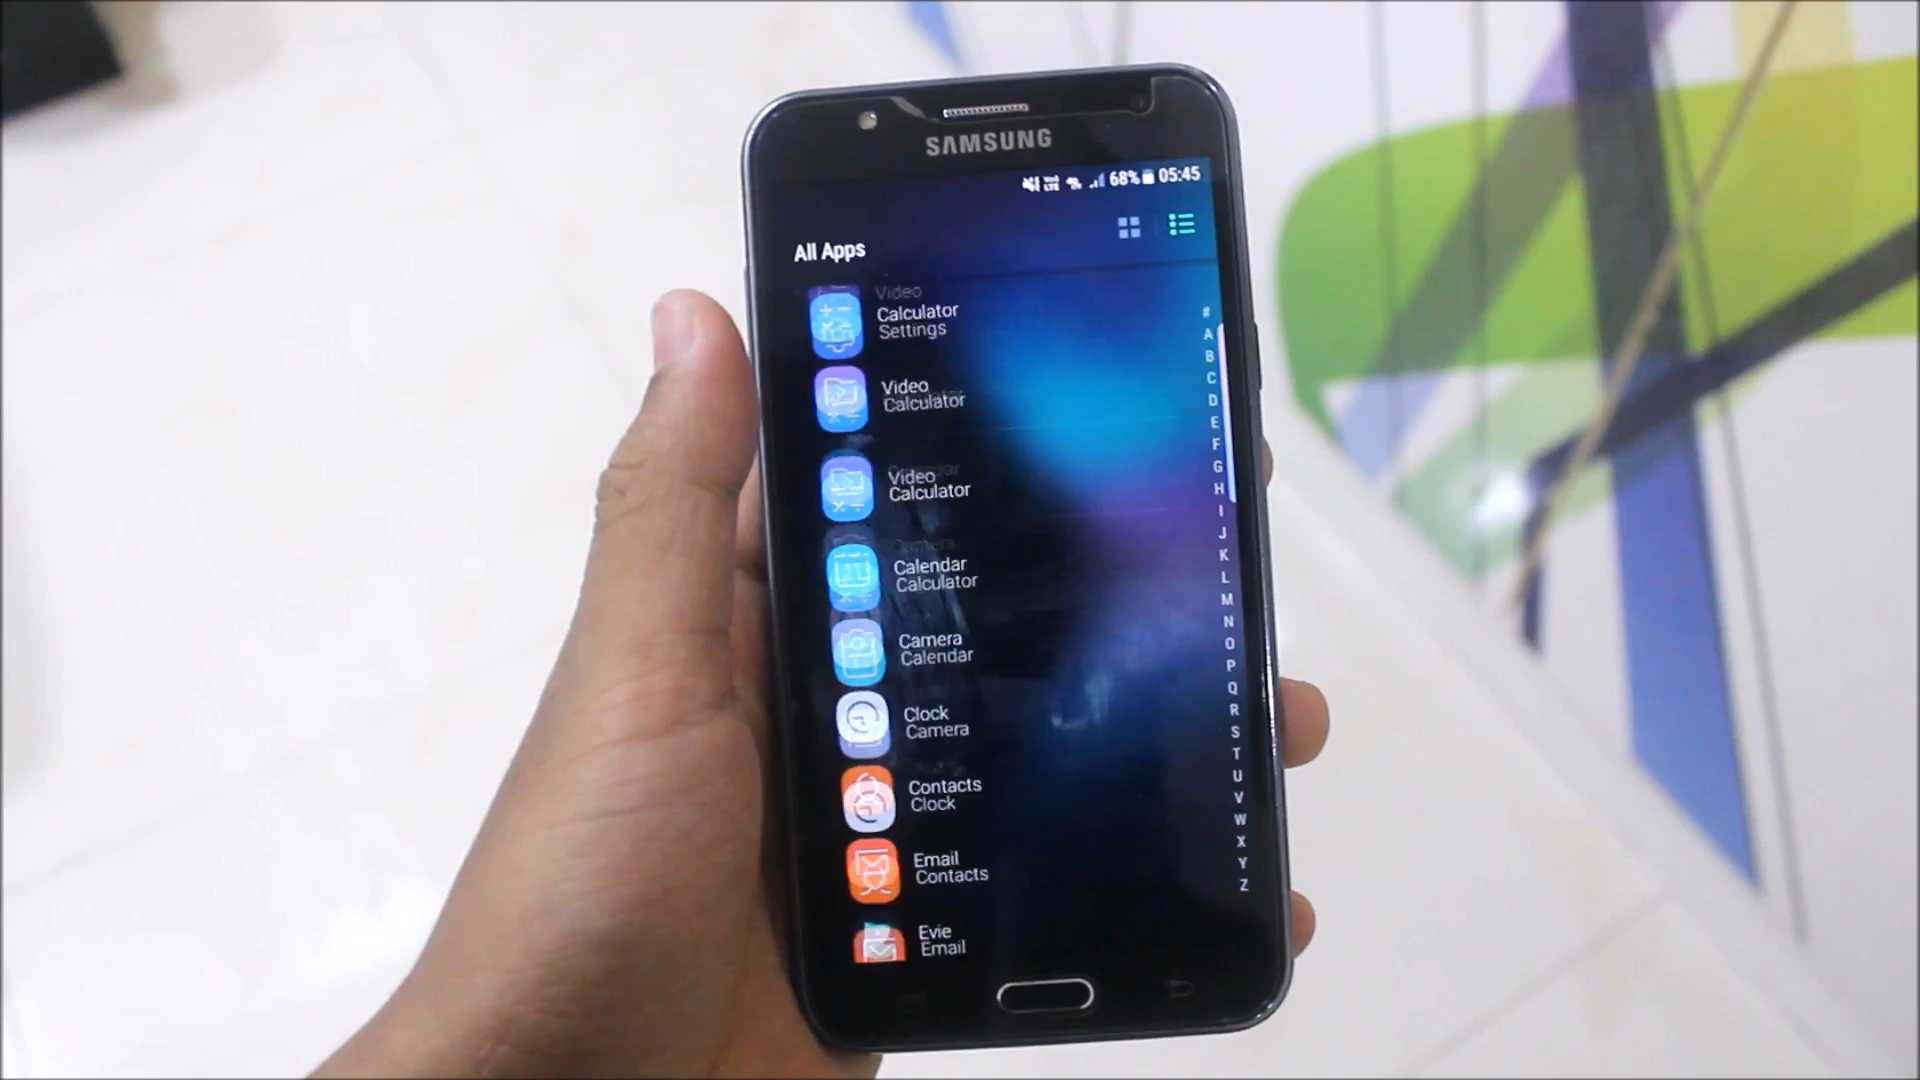 SAMSUNG
68% 05:45
All Apps
Video
Calculator
Settings
Video
Calculator
Video
Calculator
Calendar
Calculator
Camera
Calendar
Clock
Camera
Contacts
Clock
Email
Contacts
Evie
Email
#
A
B
C
D
E
F
G
H
I
J
K
L
M
N
O
P
Q
R
S
T
U
V
W
X
Y
Z